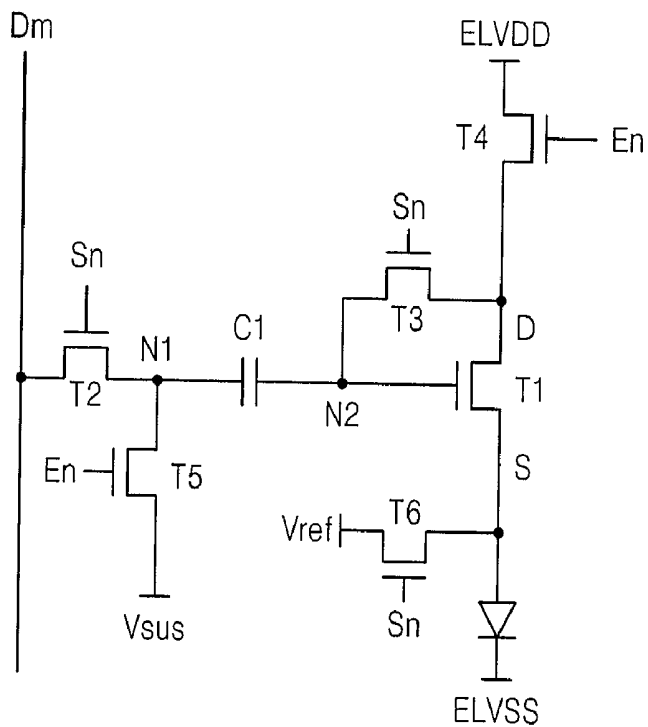 Dm
ELVDD
T4
En
Sn
T3
D
Sn
T2
N1
C1
N2
T1
En
T5
S
Vsus
Vref
T6
Sn
ELVSS